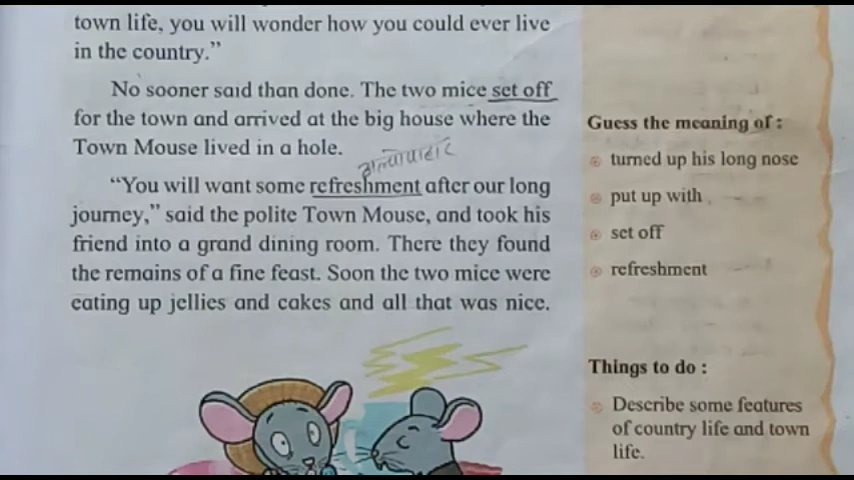 town life, you will wonder how you could ever live
in the country."
No sooner said than done. The two mice set off
for the town and arrived at the big house where the
Town Mouse lived in a hole.
अल्पोपाहार
"You will want some refreshment after our long
journey," said the polite Town Mouse, and took his
friend into a grand dining room. There they found
the remains of a fine feast. Soon the two mice were
eating up jellies and cakes and all that was nice.
Guess the meaning of :
turned up his long nose
put up with
set off
refreshment
Things to do :
Describe some features
of country life and town
life.